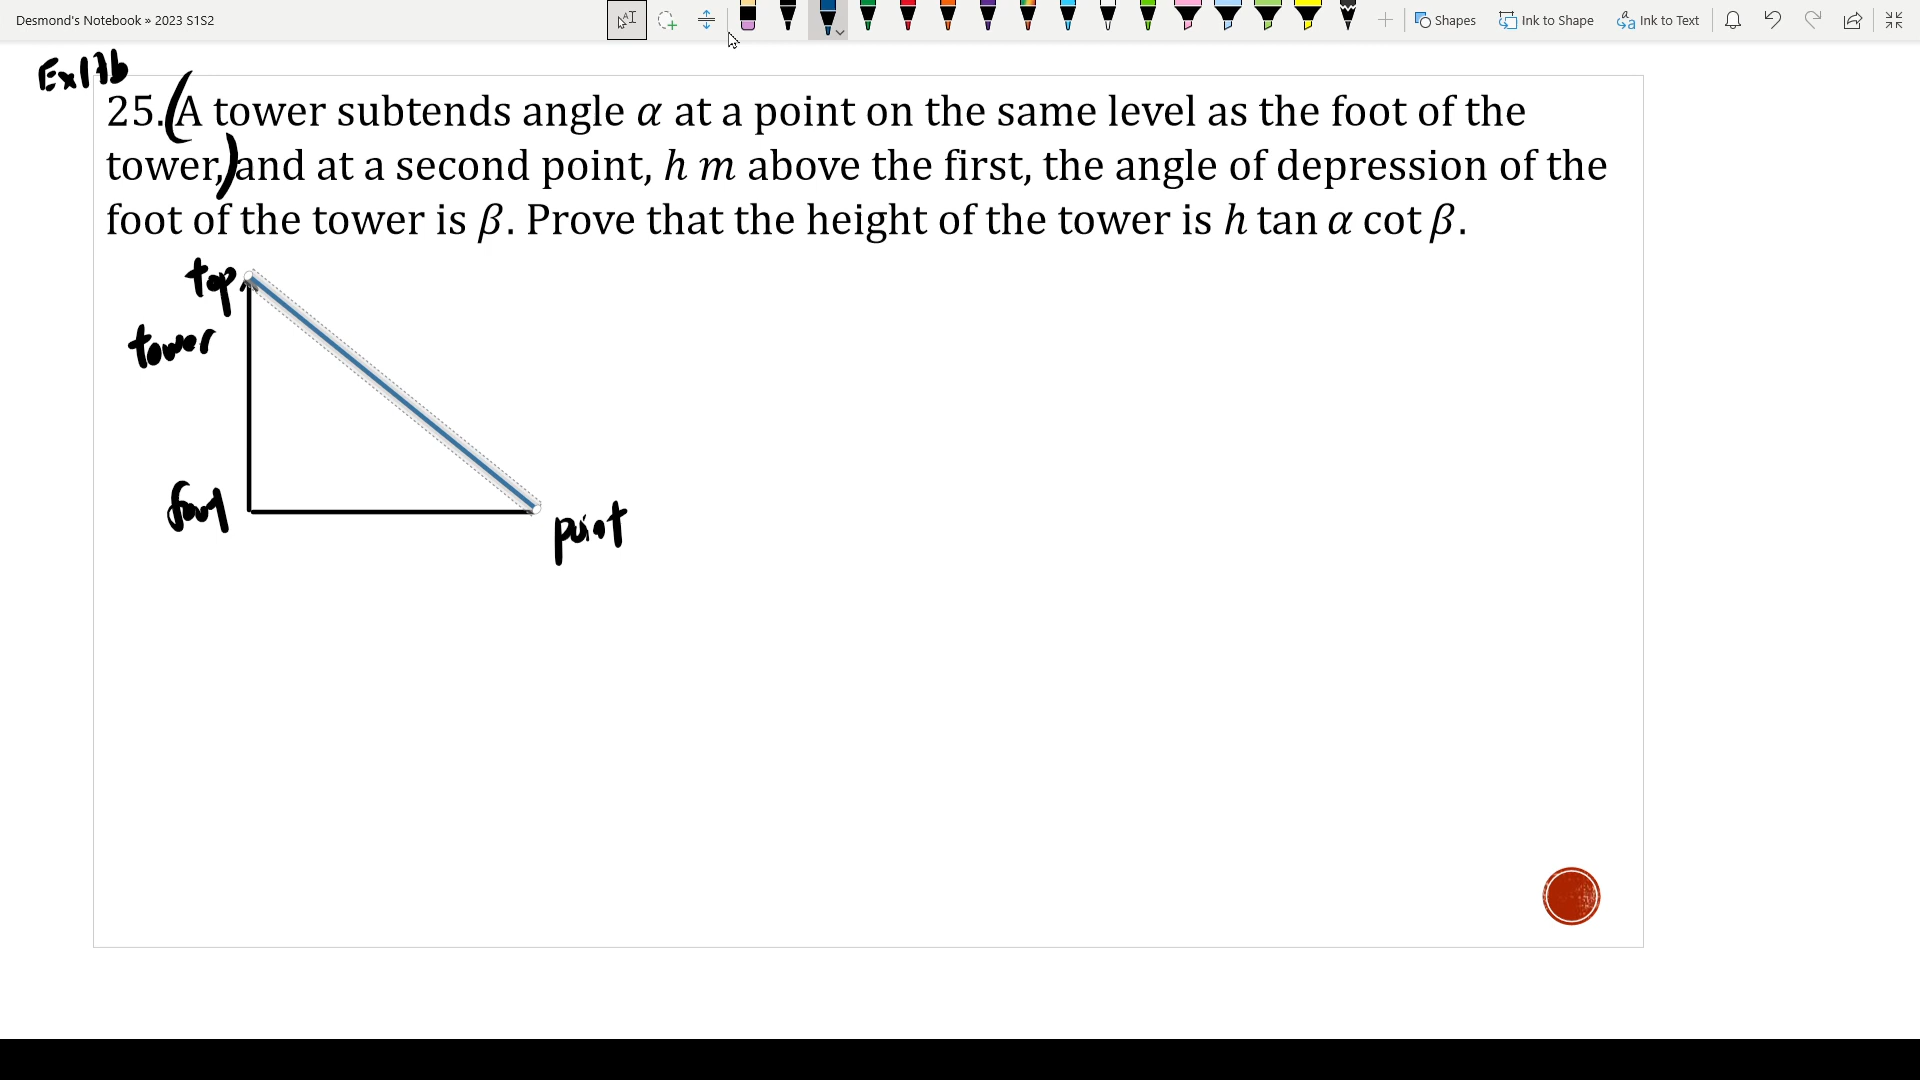 Desmond's Notebook » 2023 S1S2
Shapes
Ink to Shape
Ink to Text
Ex17b
25. (A tower subtends angle α at a point on the same level as the foot of the
tower,) and at a second point, h m above the first, the angle of depression of the
foot of the tower is β. Prove that the height of the tower is h tan α cot β.
top
tower
point